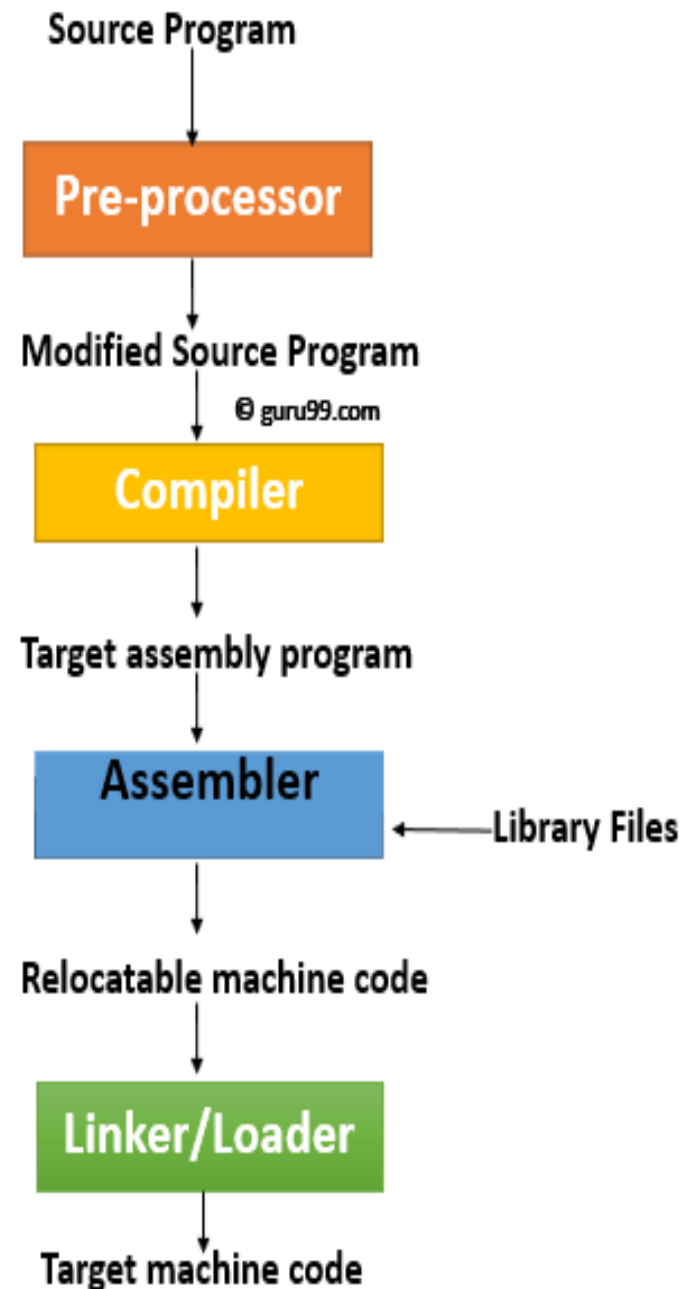 Source Program
Pre-processor
Modified Source Program
© guru99.com
Compiler
Target assembly program
Assembler
Library Files
Relocatable machine code
Linker/Loader
Target machine code